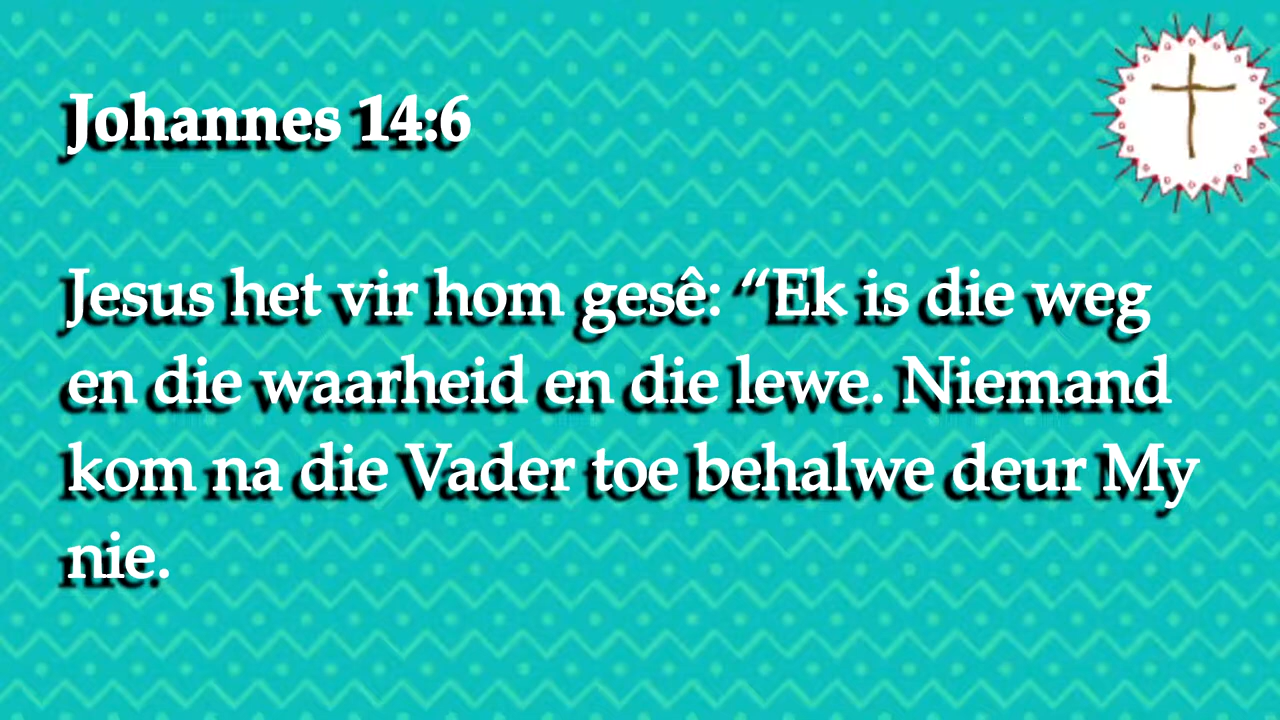 Johannes 14:6
Jesus het vir hom gesê: “Ek is die weg
en die waarheid en die lewe. Niemand
kom na die Vader toe behalwe deur My
nie.